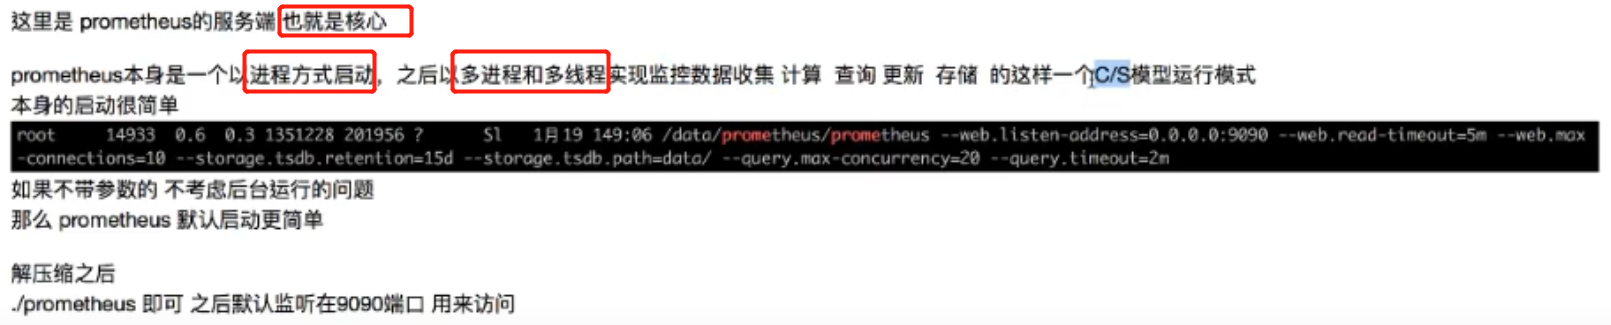 这里是 prometheus的服务端 也就是核心
prometheus本身是一个以进程方式启动，之后以多进程和多线程实现监控数据收集 计算 查询 更新 存储 的这样一个C/S模型运行模式
本身的启动很简单
root 14933 0.6 0.3 1351228 201956 ? Sl 1月19 149:06 /data/prometheus/prometheus --web.listen-address=0.0.0.0:9090 --web.read-timeout=5m --web.max
-connections=10 --storage.tsdb.retention=15d --storage.tsdb.path=data/ --query.max-concurrency=20 --query.timeout=2m
如果不带参数的 不考虑后台运行的问题
那么 prometheus 默认启动更简单
解压缩之后
./prometheus 即可 之后默认监听在9090端口 用来访问